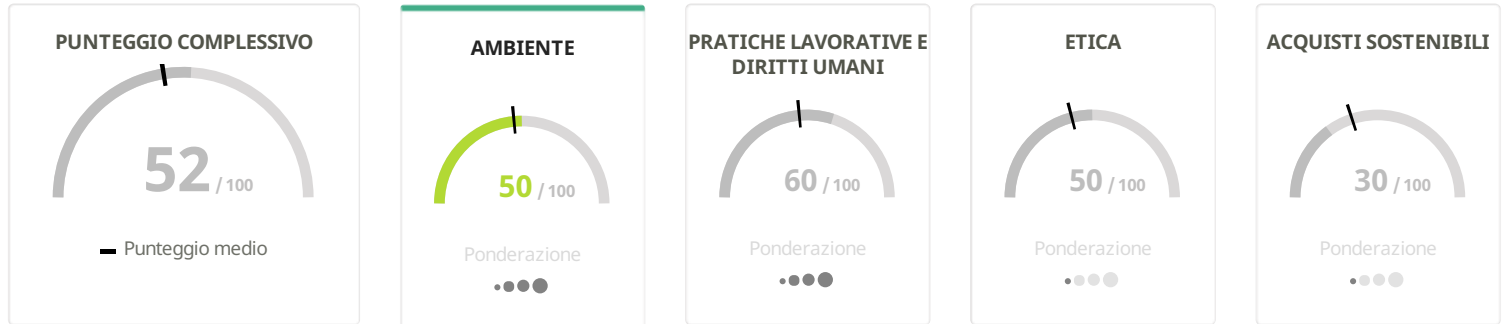 PUNTEGGIO COMPLESSIVO
52 / 100
Punteggio medio
AMBIENTE
50 / 100
Ponderazione
PRATICHE LAVORATIVE E
DIRITTI UMANI
60 / 100
Ponderazione
ETICA
50 / 100
Ponderazione
ACQUISTI SOSTENIBILI
30 / 100
Ponderazione